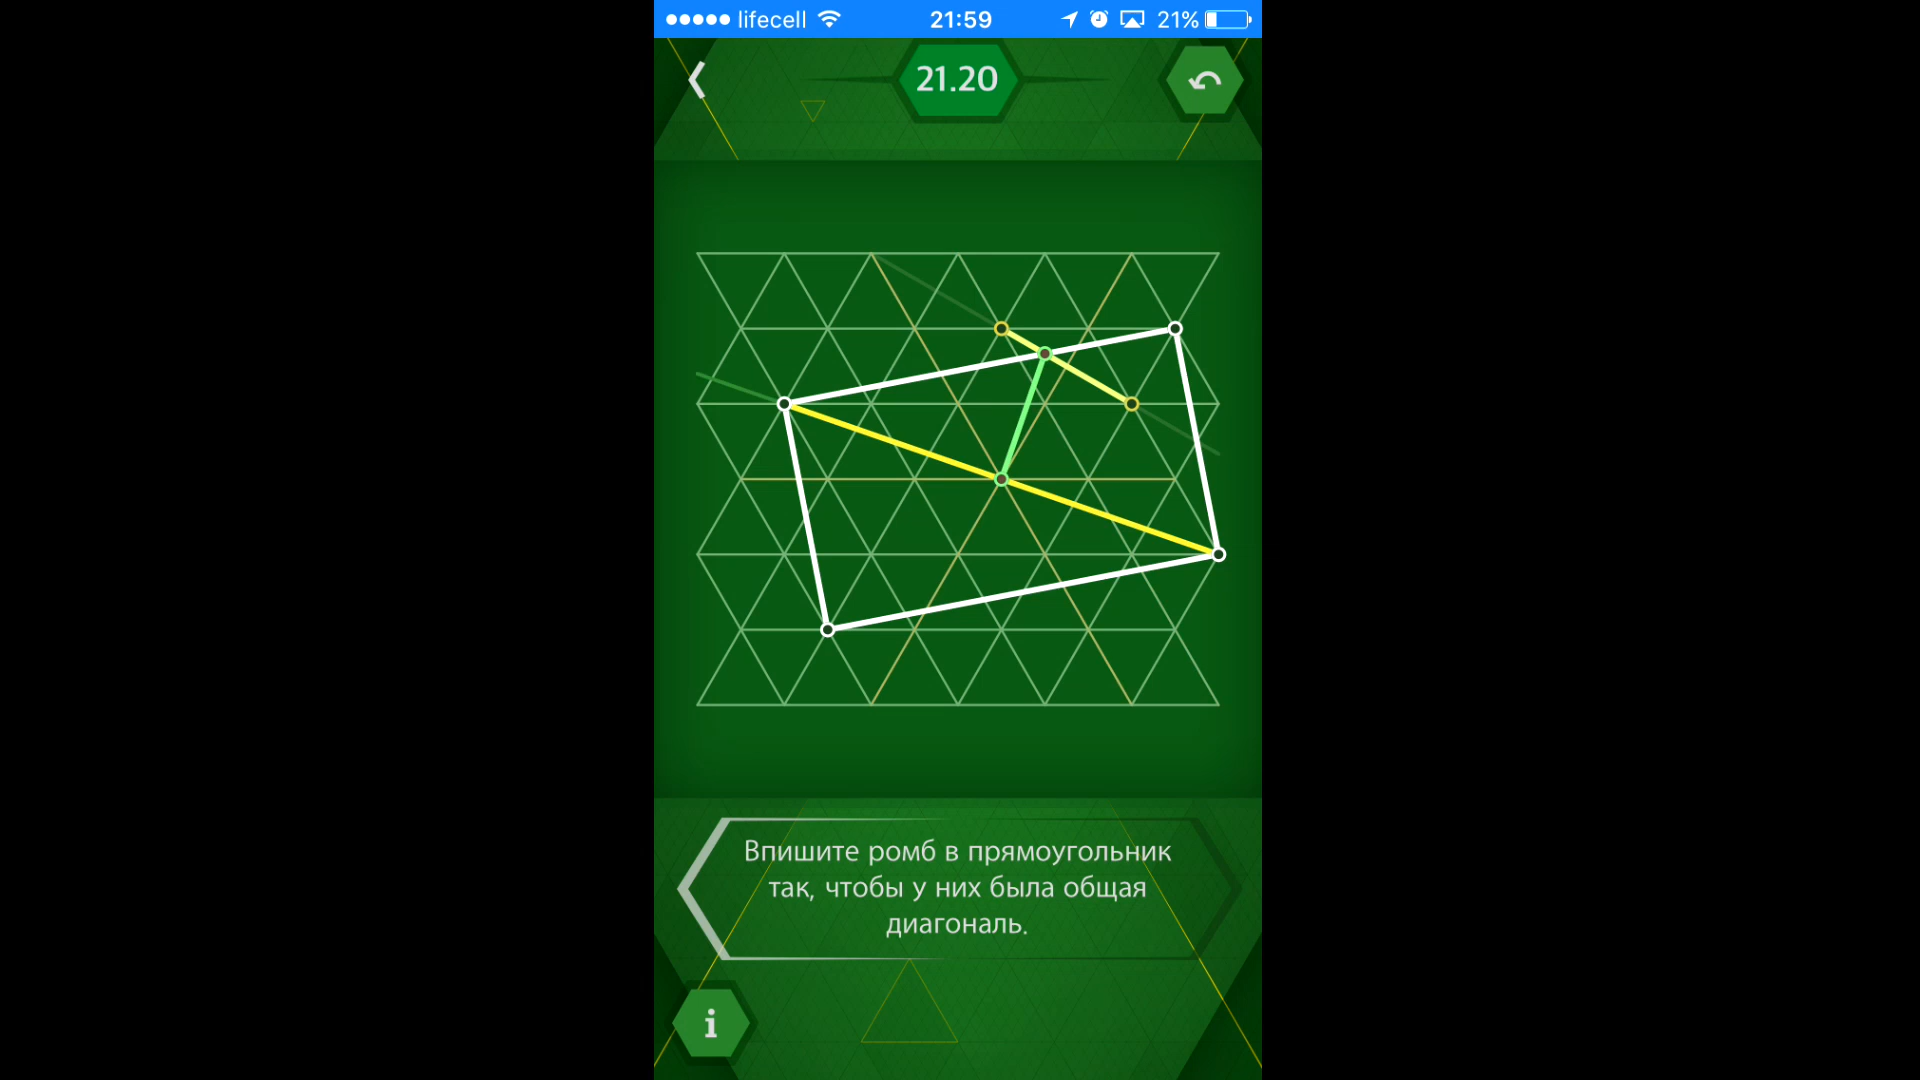 lifecell 21:59 21%
21.20
Впишите ромб в прямоугольник
так, чтобы у них была общая
диагональ.
i